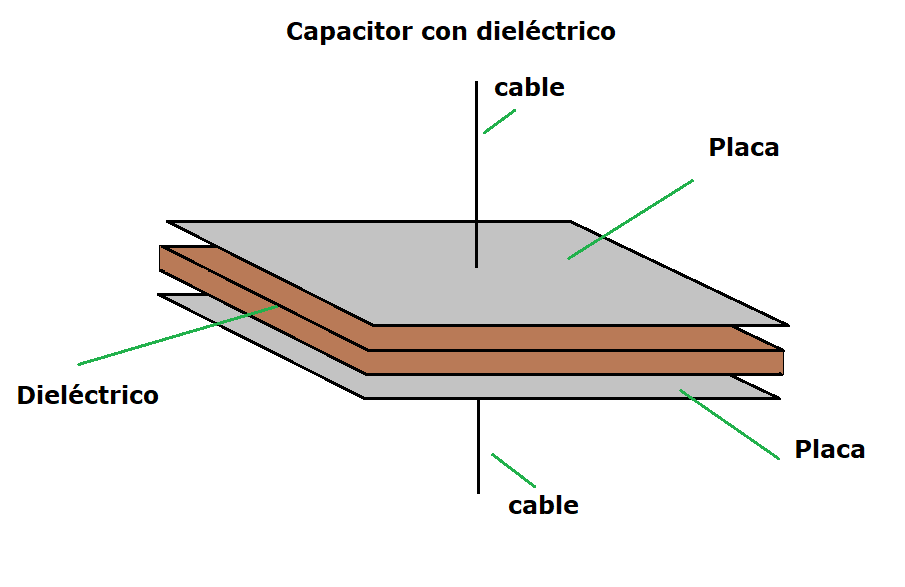 Capacitor con dieléctrico
cable
Placa
Dieléctrico
Placa
cable